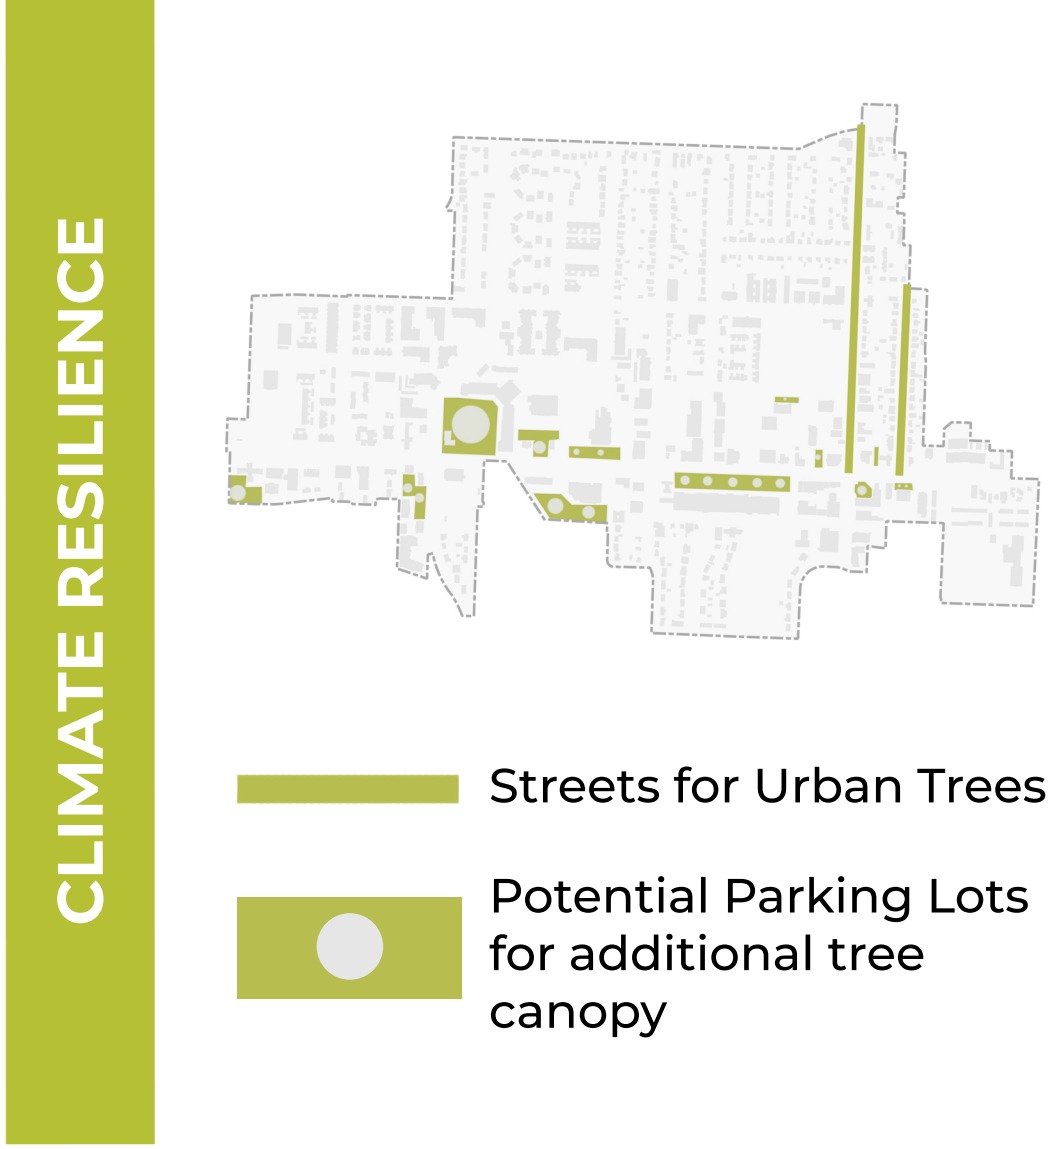 CLIMATE RESILIENCE
Streets for Urban Trees
Potential Parking Lots
for additional tree
canopy